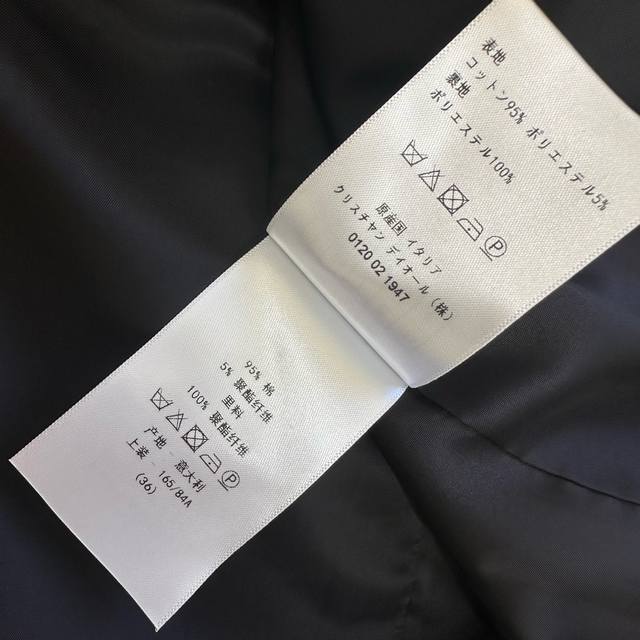 表地
コットン95% ポリエステル5%
裏地
ポリエステル100%
原産国 イタリア
クリスチャン デイオール (株)
0120 02 1947
95% 棉
5% 聚酯纤维
里料
100% 聚酯纤维
产地 - 意大利
上装 - 165/84A
(36)